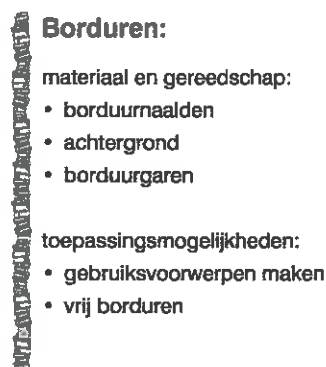 Borduren:
materiaal en gereedschap:
• borduurnaalden
• achtergrond
• borduurgaren
toepassingsmogelijkheden:
• gebruiksvoorwerpen maken
• vrij borduren